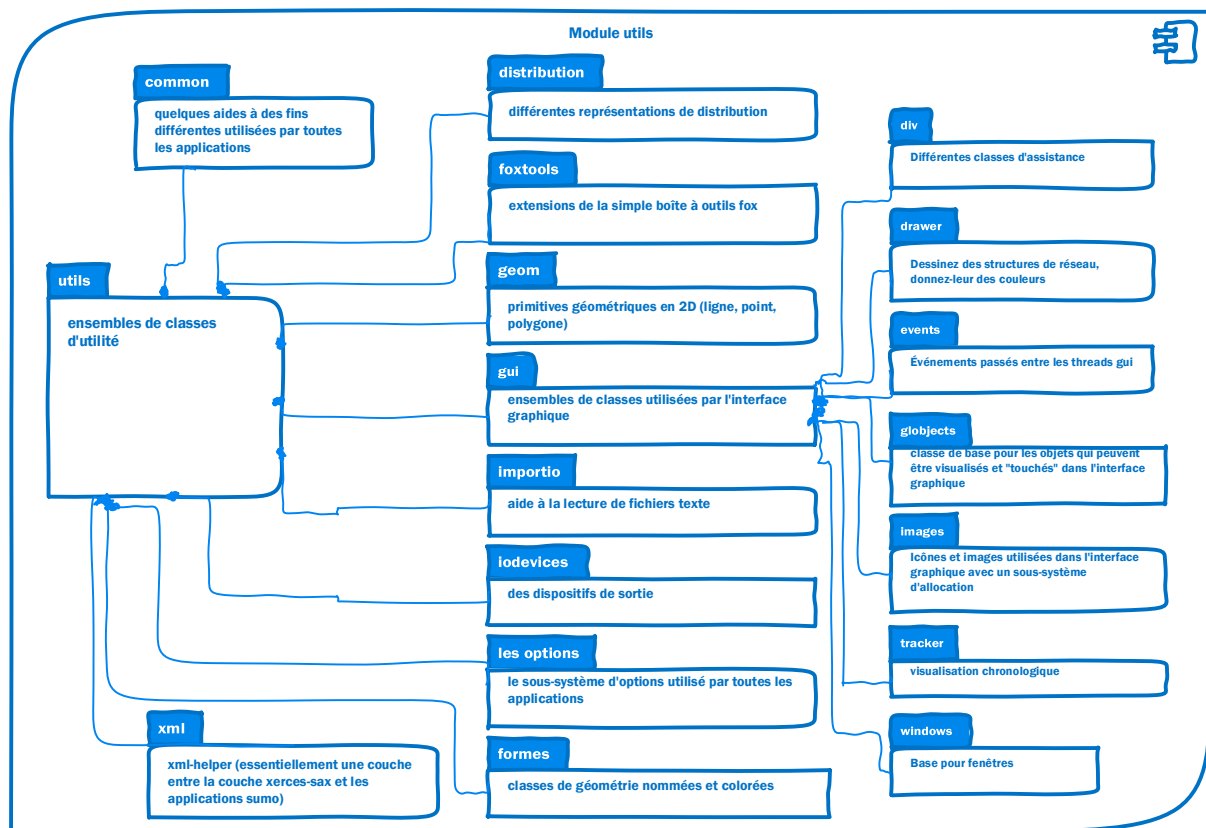 Module utils
common
quelques aides à des fins
différentes utilisées par toutes
les applications
utils
ensembles de classes
d'utilité
xml
xml-helper (essentiellement une couche
entre la couche xerces-sax et les
applications sumo)
distribution
différentes représentations de distribution
foxtools
extensions de la simple boîte à outils fox
geom
primitives géométriques en 2D (ligne, point,
polygone)
gui
ensembles de classes utilisées par l'interface
graphique
importio
aide à la lecture de fichiers texte
iodevices
des dispositifs de sortie
les options
le sous-système d'options utilisé par toutes les
applications
formes
classes de géométrie nommées et colorées
div
Différentes classes d'assistance
drawer
Dessinez des structures de réseau,
donnez-leur des couleurs
events
Événements passés entre les threads gui
globjects
classe de base pour les objets qui peuvent
être visualisés et "touchés" dans l'interface
graphique
images
Icônes et images utilisées dans l'interface
graphique avec un sous-système
d'allocation
tracker
visualisation chronologique
windows
Base pour fenêtres